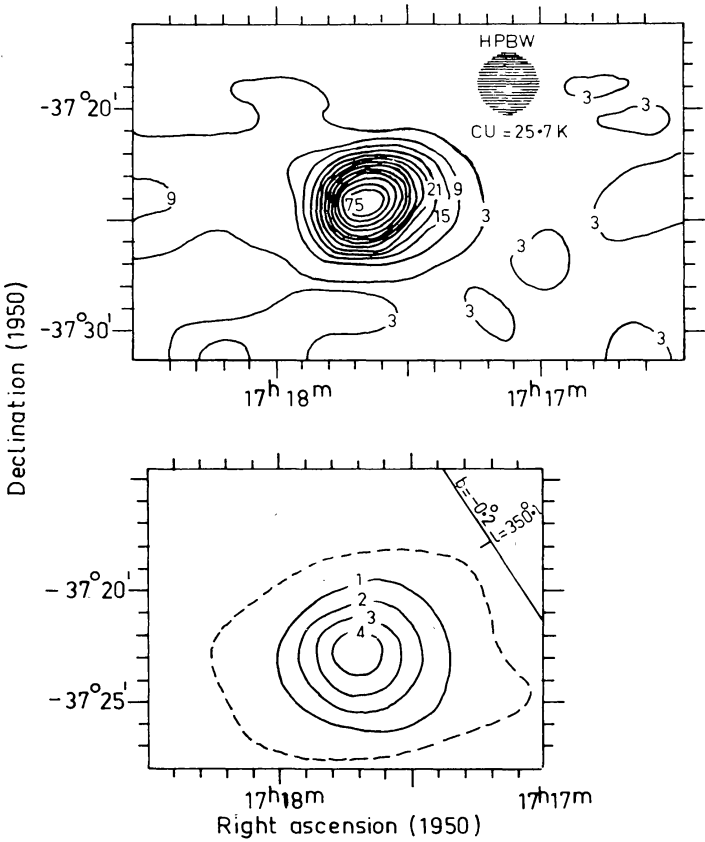 HPBW
-37°20'
3
3
CU = 25·7 K
9
75
21
9
15
3
3
3
3
-37°30'
3
3
17ʰ18ᵐ
17ʰ17ᵐ
Declination (1950)
b=-0°·2
l=350°·1
-37°20'
1
2
3
4
-37°25'
17ʰ18ᵐ
17ʰ17ᵐ
Right ascension (1950)